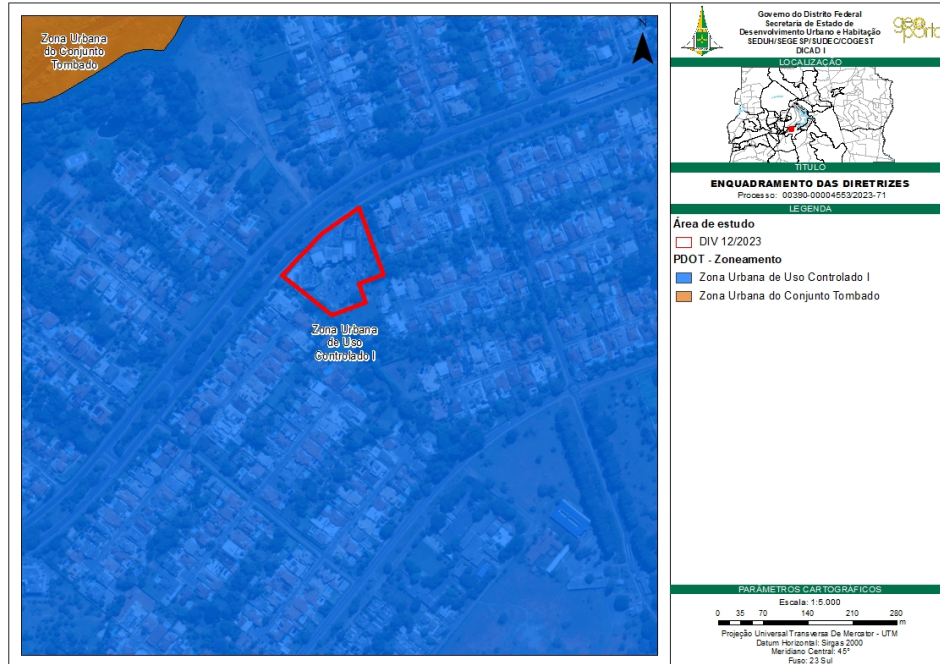 Zona Urbana
do Conjunto
Tombado
N
Zona Urbana
de Uso
Controlado I
Governo do Distrito Federal
Secretaria de Estado de
Desenvolvimento Urbano e Habitação
SEDUH/SEGESP/SUDEC/COGEST
DICAD I
geo
porta
LOCALIZAÇÃO
TÍTULO
ENQUADRAMENTO DAS DIRETRIZES
Processo: 00390-00004553/2023-71
LEGENDA
Área de estudo
DIV 12/2023
PDOT - Zoneamento
Zona Urbana de Uso Controlado I
Zona Urbana do Conjunto Tombado
PARÂMETROS CARTOGRÁFICOS
Escala: 1:5.000
0 35 70 140 210 280
m
Projeção Universal Transversa De Mercator - UTM
Datum Horizontal: Sirgas 2000
Meridiano Central: 45°
Fuso: 23 Sul